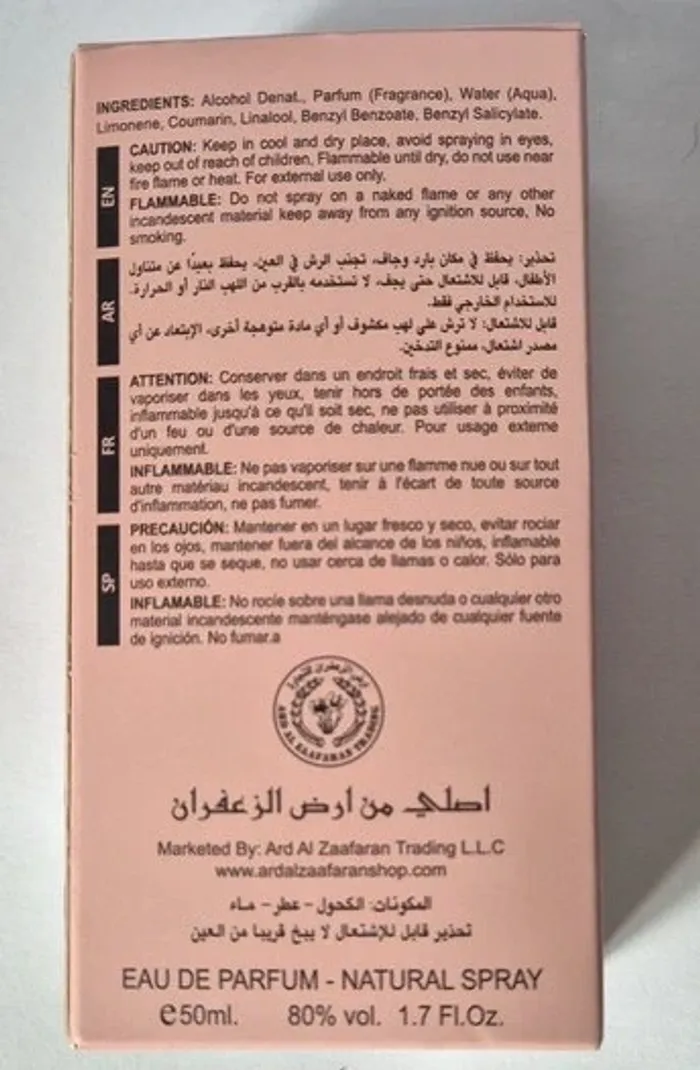 INGREDIENTS: Alcohol Denat., Parfum (Fragrance), Water (Aqua),
Limonene, Coumarin, Linalool, Benzyl Benzoate, Benzyl Salicylate.
EN
CAUTION: Keep in cool and dry place, avoid spraying in eyes,
keep out of reach of children, Flammable until dry, do not use near
fire flame or heat. For external use only.
FLAMMABLE: Do not spray on a naked flame or any other
incandescent material keep away from any ignition source, No
smoking.
AR
تحذير: يحفظ في مكان بارد وجاف، تجنب الرش في العين، يحفظ بعيدًا عن متناول
الأطفال، قابل للاشتعال حتى يجف، لا تستخدمه بالقرب من اللهب النار أو الحرارة.
للاستخدام الخارجي فقط.
قابل للاشتعال: لا ترش على لهب مكشوف أو أي مادة متوهجة أخرى، الإبتعاد عن أي
مصدر اشتعال، ممنوع التدخين.
FR
ATTENTION: Conserver dans un endroit frais et sec, éviter de
vaporiser dans les yeux, tenir hors de portée des enfants,
inflammable jusqu'à ce qu'il soit sec, ne pas utiliser à proximité
d'un feu ou d'une source de chaleur. Pour usage externe
uniquement.
INFLAMMABLE: Ne pas vaporiser sur une flamme nue ou sur tout
autre matériau incandescent, tenir à l'écart de toute source
d'inflammation, ne pas fumer.
SP
PRECAUCIÓN: Mantener en un lugar fresco y seco, evitar rociar
en los ojos, mantener fuera del alcance de los niños, inflamable
hasta que se seque, no usar cerca de llamas o calor. Sólo para
uso externo.
INFLAMABLE: No rocíe sobre una llama desnuda o cualquier otro
material incandescente manténgase alejado de cualquier fuente
de ignición. No fumar.a
ارض الزعفران للتجارة
ARD AL ZAAFARAN TRADING
اصلي من ارض الزعفران
Marketed By: Ard Al Zaafaran Trading L.L.C
www.ardalzaafaranshop.com
المكونات: الكحول - عطر - ماء
تحذير قابل للإشتعال لا يبخ قريبا من العين
EAU DE PARFUM - NATURAL SPRAY
e50ml. 80% vol. 1.7 Fl.Oz.